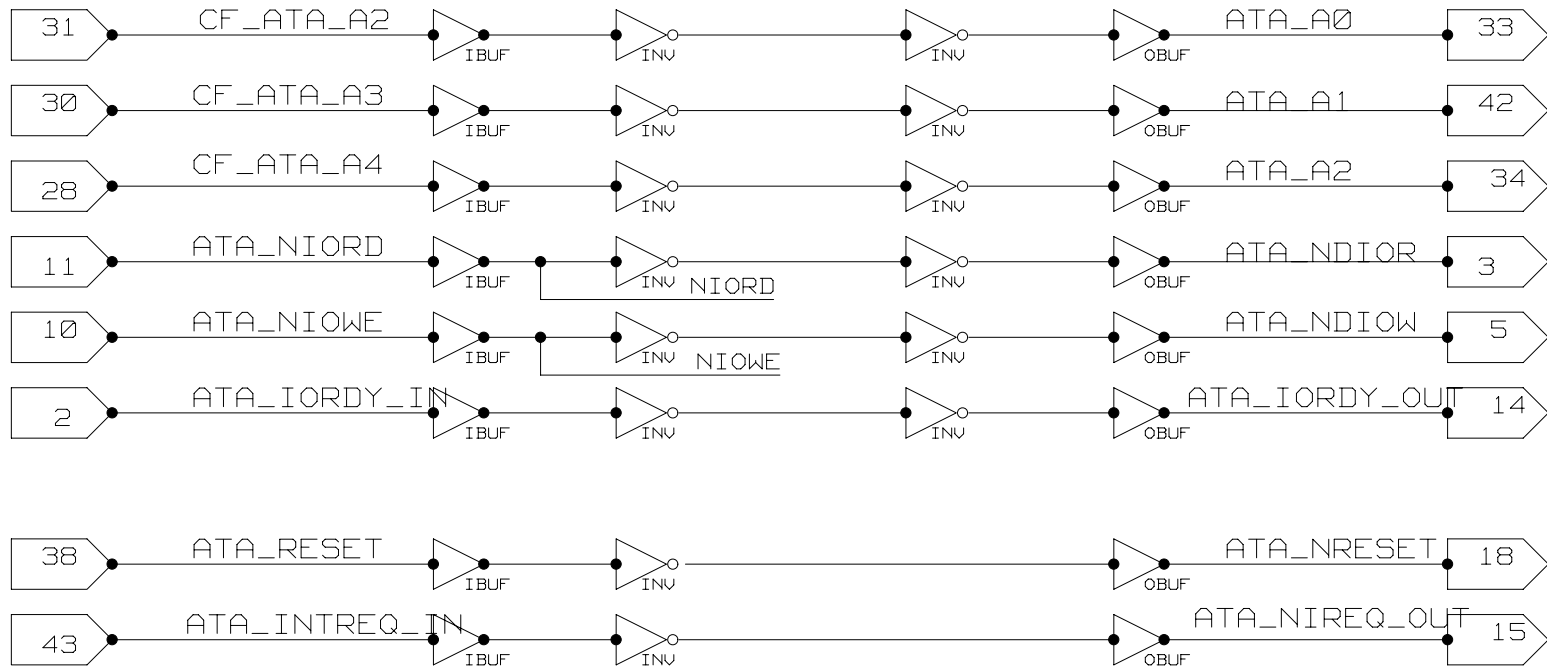 31 CF_ATA_A2 IBUF INV INV OBUF ATA_A0 33
30 CF_ATA_A3 IBUF INV INV OBUF ATA_A1 42
28 CF_ATA_A4 IBUF INV INV OBUF ATA_A2 34
11 ATA_NIORD IBUF INV INV OBUF ATA_NDIOR 3
NIORD
10 ATA_NIOWE IBUF INV INV OBUF ATA_NDIOW 5
NIOWE
2 ATA_IORDY_IN IBUF INV INV OBUF ATA_IORDY_OUT 14
38 ATA_RESET IBUF INV OBUF ATA_NRESET 18
43 ATA_INTREQ_IN IBUF INV OBUF ATA_NIREQ_OUT 15